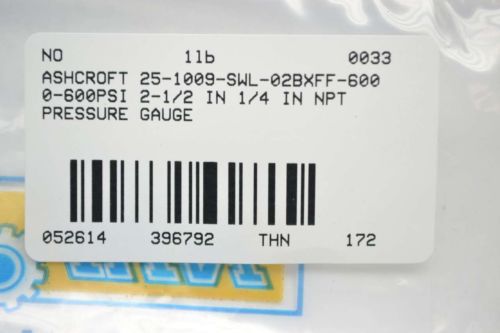 NO 1lb 0033
ASHCROFT 25-1009-SWL-02BXFF-600
0-600PSI 2-1/2 IN 1/4 IN NPT
PRESSURE GAUGE
052614 396792 THN 172